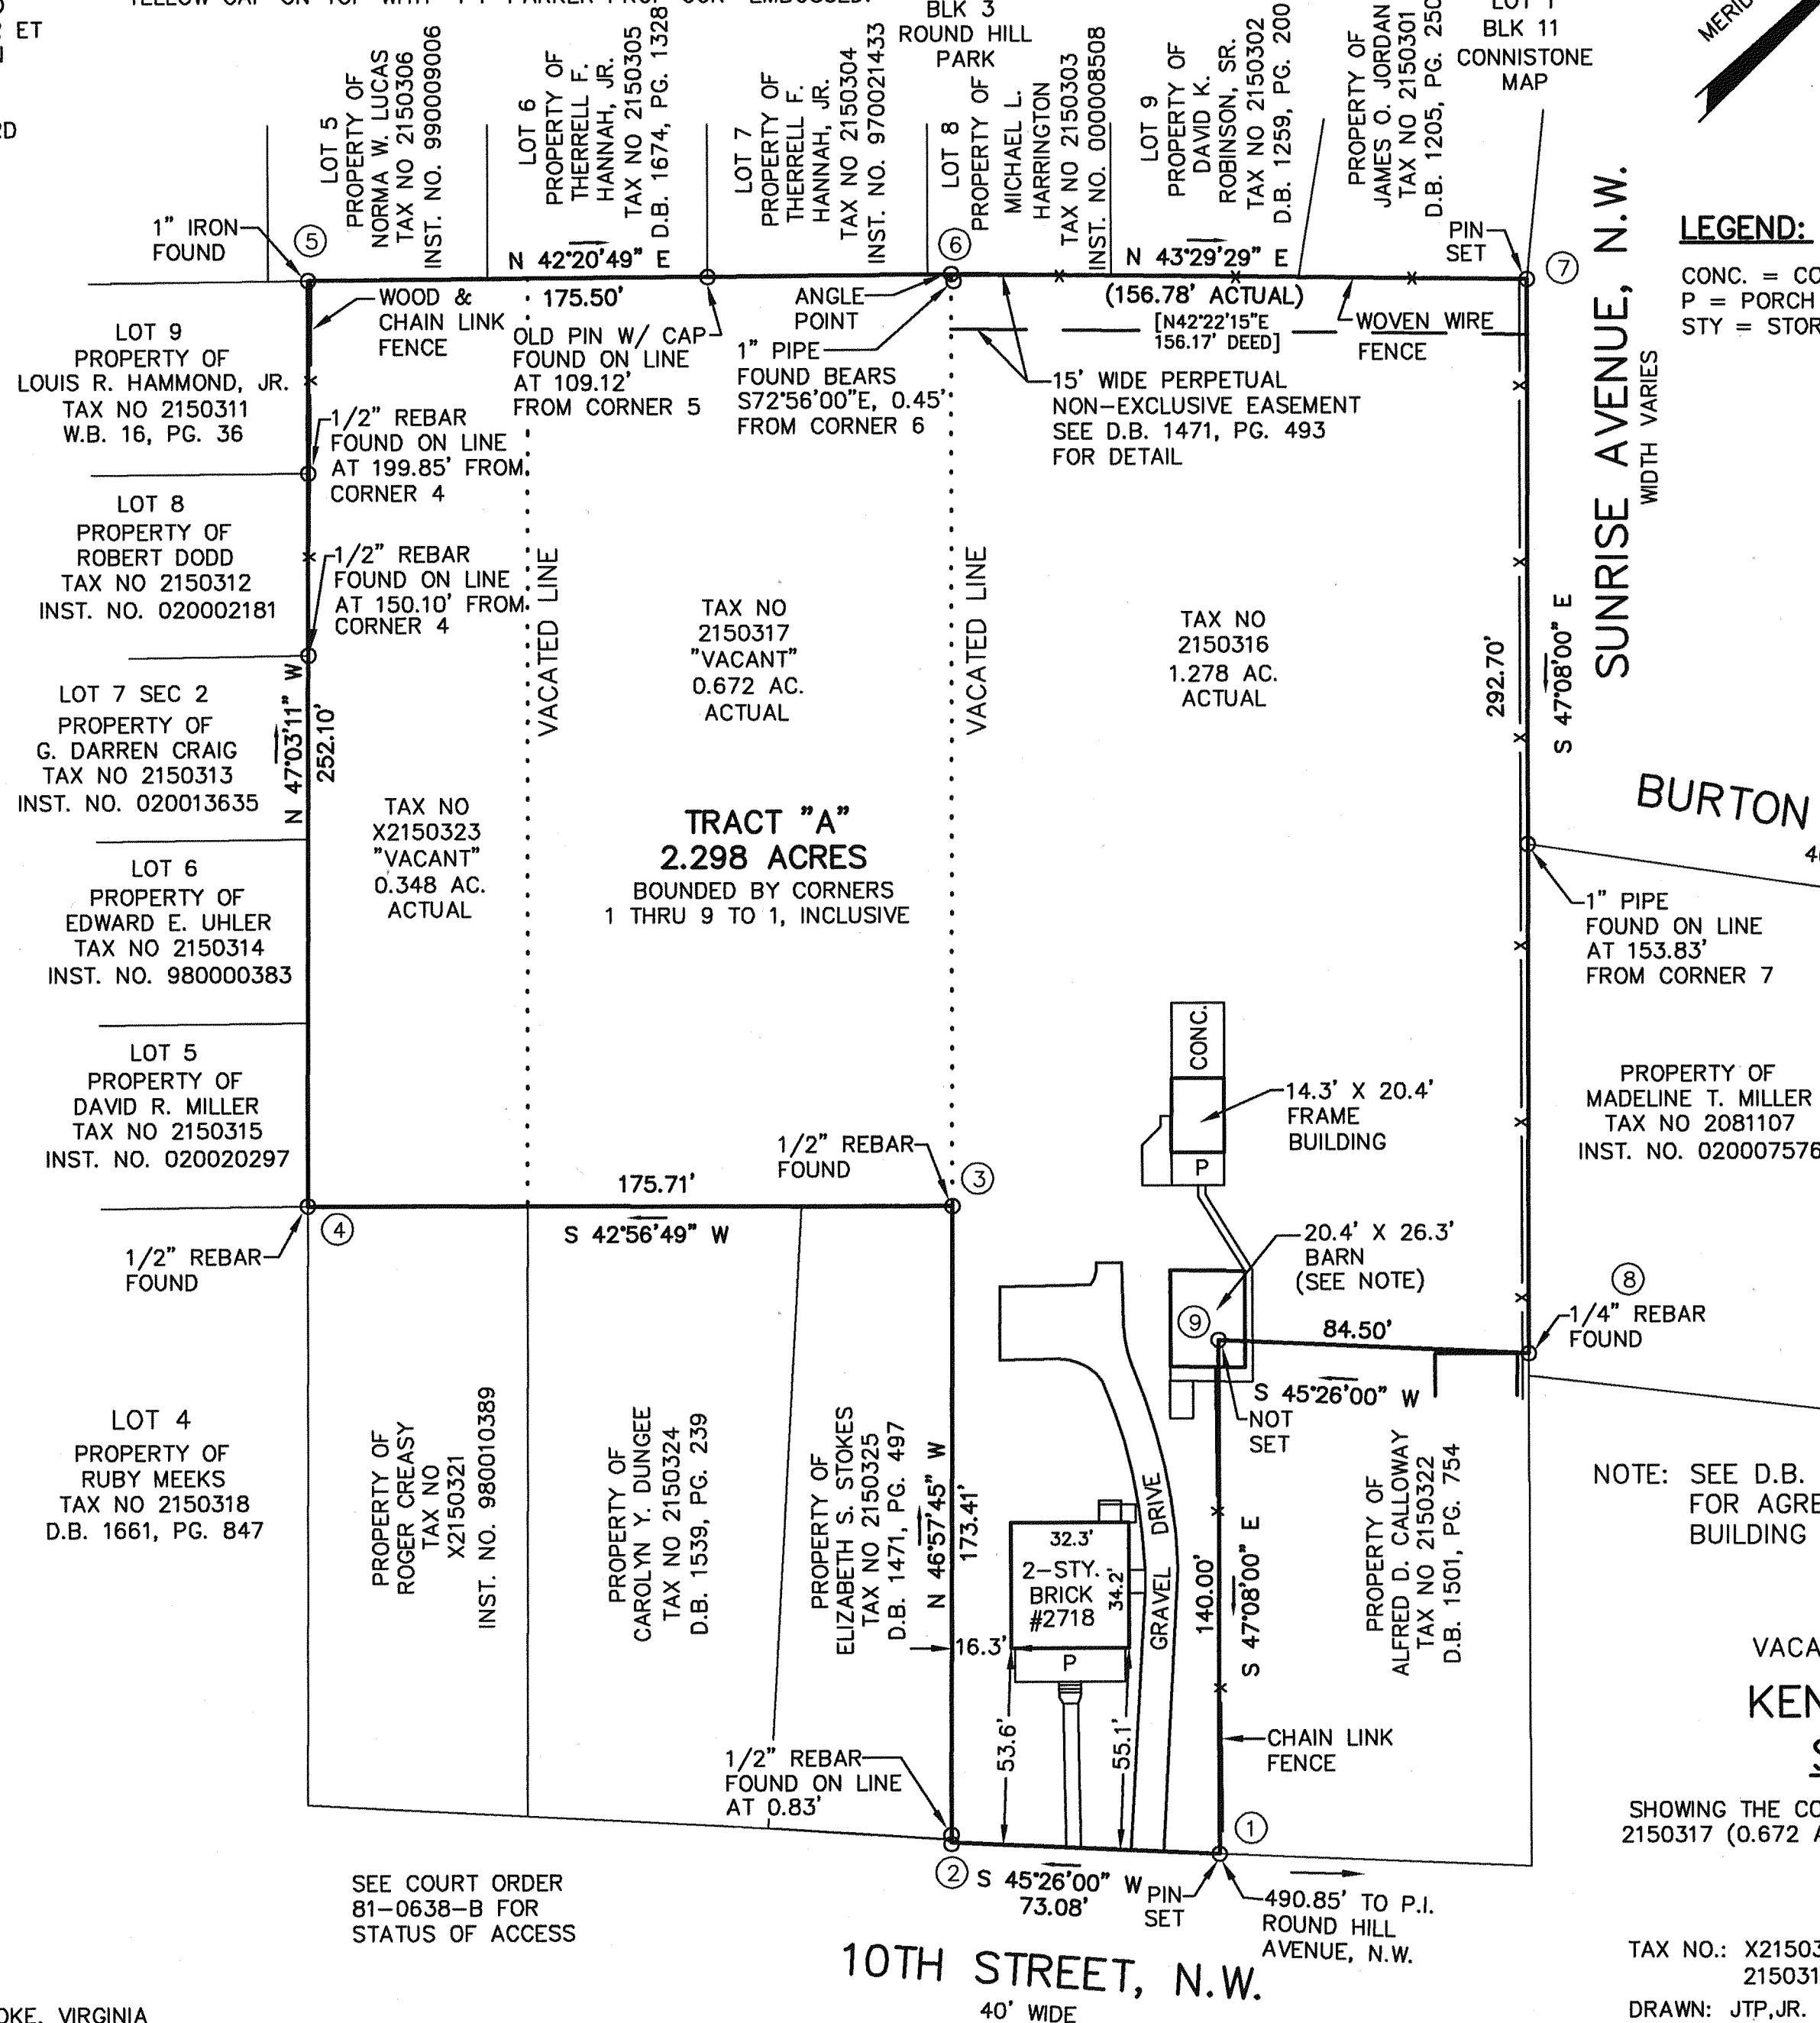 ET
RD
BLK 3
ROUND HILL
PARK
BLK 11
CONNISTONE
MAP
LOT 5
PROPERTY OF
NORMA W. LUCAS
TAX NO 2150306
INST. NO. 990009006
LOT 6
PROPERTY OF
THERRELL F.
HANNAH, JR.
TAX NO 2150305
D.B. 1674, PG. 1328
LOT 7
PROPERTY OF
THERRELL F.
HANNAH, JR.
TAX NO 2150304
INST. NO. 970021433
LOT 8
PROPERTY OF
MICHAEL L.
HARRINGTON
TAX NO 2150303
INST. NO. 000008508
LOT 9
PROPERTY OF
DAVID K.
ROBINSON, SR.
TAX NO 2150302
D.B. 1259, PG. 200
PROPERTY OF
JAMES O. JORDAN
TAX NO 2150301
D.B. 1205, PG. 250
MERID
1" IRON
FOUND
5
N 42°20'49" E
175.50'
6
N 43°29'29" E
(156.78' ACTUAL)
[N42°22'15"E
156.17' DEED]
PIN
SET
7
SUNRISE AVENUE, N.W.
WIDTH VARIES
LEGEND:
CONC. = CO
P = PORCH
STY = STOR
WOOD &
CHAIN LINK
FENCE
OLD PIN W/ CAP
FOUND ON LINE
AT 109.12'
FROM CORNER 5
ANGLE
POINT
1" PIPE
FOUND BEARS
S72°56'00"E, 0.45'
FROM CORNER 6
WOVEN WIRE
FENCE
15' WIDE PERPETUAL
NON-EXCLUSIVE EASEMENT
SEE D.B. 1471, PG. 493
FOR DETAIL
LOT 9
PROPERTY OF
LOUIS R. HAMMOND, JR.
TAX NO 2150311
W.B. 16, PG. 36
1/2" REBAR
FOUND ON LINE
AT 199.85' FROM
CORNER 4
LOT 8
PROPERTY OF
ROBERT DODD
TAX NO 2150312
INST. NO. 020002181
1/2" REBAR
FOUND ON LINE
AT 150.10' FROM
CORNER 4
LOT 7 SEC 2
PROPERTY OF
G. DARREN CRAIG
TAX NO 2150313
INST. NO. 020013635
N 47°03'11" W
252.10'
VACATED LINE
TAX NO
2150317
"VACANT"
0.672 AC.
ACTUAL
VACATED LINE
TAX NO
2150316
1.278 AC.
ACTUAL
292.70'
S 47°08'00" E
BURTON
TAX NO
X2150323
"VACANT"
0.348 AC.
ACTUAL
TRACT "A"
2.298 ACRES
BOUNDED BY CORNERS
1 THRU 9 TO 1, INCLUSIVE
LOT 6
PROPERTY OF
EDWARD E. UHLER
TAX NO 2150314
INST. NO. 980000383
1" PIPE
FOUND ON LINE
AT 153.83'
FROM CORNER 7
LOT 5
PROPERTY OF
DAVID R. MILLER
TAX NO 2150315
INST. NO. 020020297
CONC.
14.3' X 20.4'
FRAME
BUILDING
P
PROPERTY OF
MADELINE T. MILLER
TAX NO 2081107
INST. NO. 020007576
1/2" REBAR
FOUND
3
175.71'
S 42°56'49" W
4
1/2" REBAR
FOUND
20.4' X 26.3'
BARN
(SEE NOTE)
9
84.50'
S 45°26'00" W
NOT
SET
8
1/4" REBAR
FOUND
LOT 4
PROPERTY OF
RUBY MEEKS
TAX NO 2150318
D.B. 1661, PG. 847
PROPERTY OF
ROGER CREASY
TAX NO
X2150321
INST. NO. 980010389
PROPERTY OF
CAROLYN Y. DUNGEE
TAX NO 2150324
D.B. 1539, PG. 239
PROPERTY OF
ELIZABETH S. STOKES
TAX NO 2150325
D.B. 1471, PG. 497
N 46°57'45" W
173.41'
32.3'
2-STY.
BRICK
#2718
34.2'
16.3'
P
53.6'
55.1'
GRAVEL DRIVE
140.00'
S 47°08'00" E
PROPERTY OF
ALFRED D. CALLOWAY
TAX NO 2150322
D.B. 1501, PG. 754
NOTE: SEE D.B.
FOR AGRE
BUILDING
CHAIN LINK
FENCE
1/2" REBAR
FOUND ON LINE
AT 0.83'
2
S 45°26'00" W
73.08'
PIN
SET
1
490.85' TO P.I.
ROUND HILL
AVENUE, N.W.
VACA
KEN
SHOWING THE CO
2150317 (0.672 A
SEE COURT ORDER
81-0638-B FOR
STATUS OF ACCESS
10TH STREET, N.W.
40' WIDE
TAX NO.: X21503
215031
DRAWN: JTP,JR.
OKE, VIRGINIA